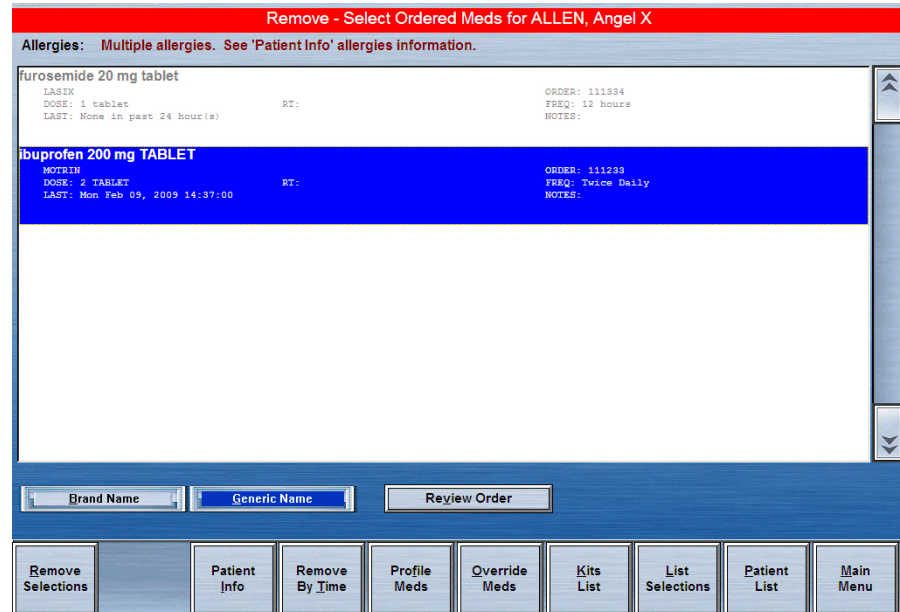 Remove - Select Ordered Meds for ALLEN, Angel X
Allergies: Multiple allergies. See 'Patient Info' allergies information.
furosemide 20 mg tablet
LASIX ORDER: 111334
DOSE: 1 tablet RT: FREQ: 12 hours
LAST: None in past 24 hour(s) NOTES:
ibuprofen 200 mg TABLET
MOTRIN ORDER: 111233
DOSE: 2 TABLET RT: FREQ: Twice Daily
LAST: Mon Feb 09, 2009 14:37:00 NOTES:
Brand Name Generic Name Review Order
Remove Selections
Patient Info
Remove By Time
Profile Meds
Override Meds
Kits List
List Selections
Patient List
Main Menu